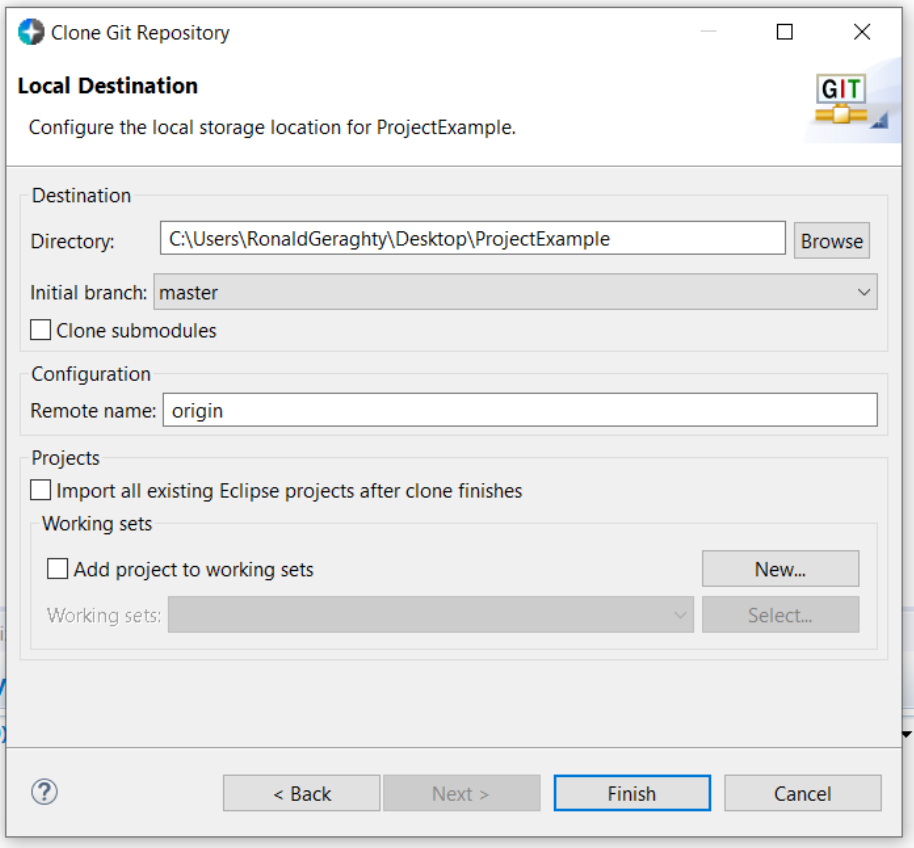 Clone Git Repository
Local Destination
GIT
Configure the local storage location for ProjectExample.
Destination
Directory: C:\Users\RonaldGeraghty\Desktop\ProjectExample Browse
Initial branch: master
Clone submodules
Configuration
Remote name: origin
Projects
Import all existing Eclipse projects after clone finishes
Working sets
Add project to working sets New...
Working sets: Select...
? < Back Next > Finish Cancel